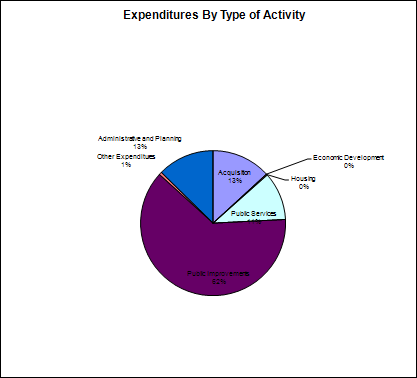 Expenditures By Type of Activity
Administrative and Planning
13%
Other Expenditures
1%
Acquisition
13%
Economic Development
0%
Housing
0%
Public Services
Public Improvements
62%